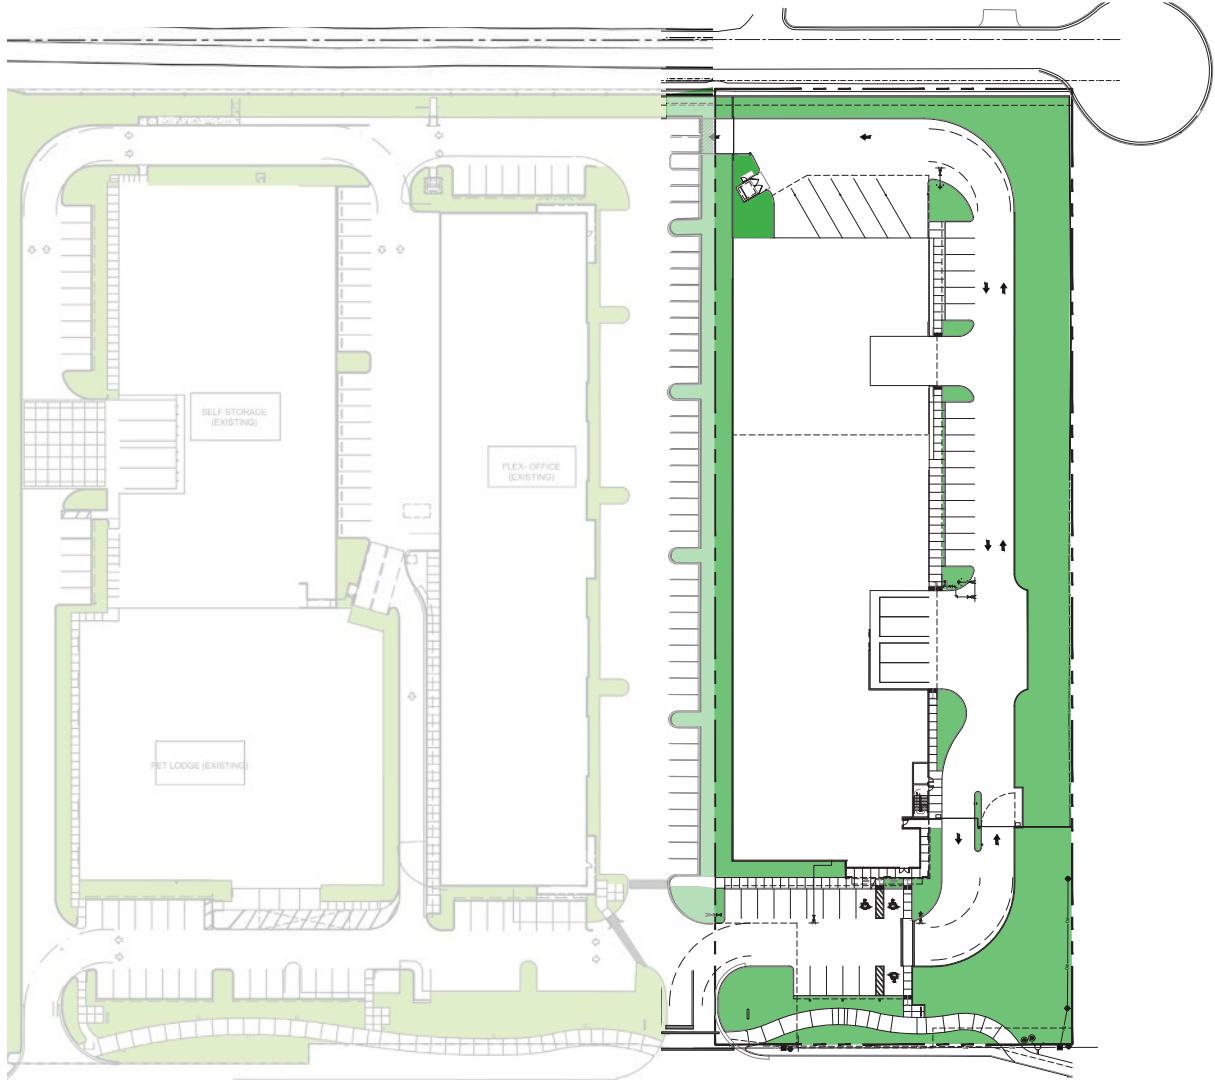 SELF STORAGE
(EXISTING)
FLEX- OFFICE
(EXISTING)
PET LODGE (EXISTING)